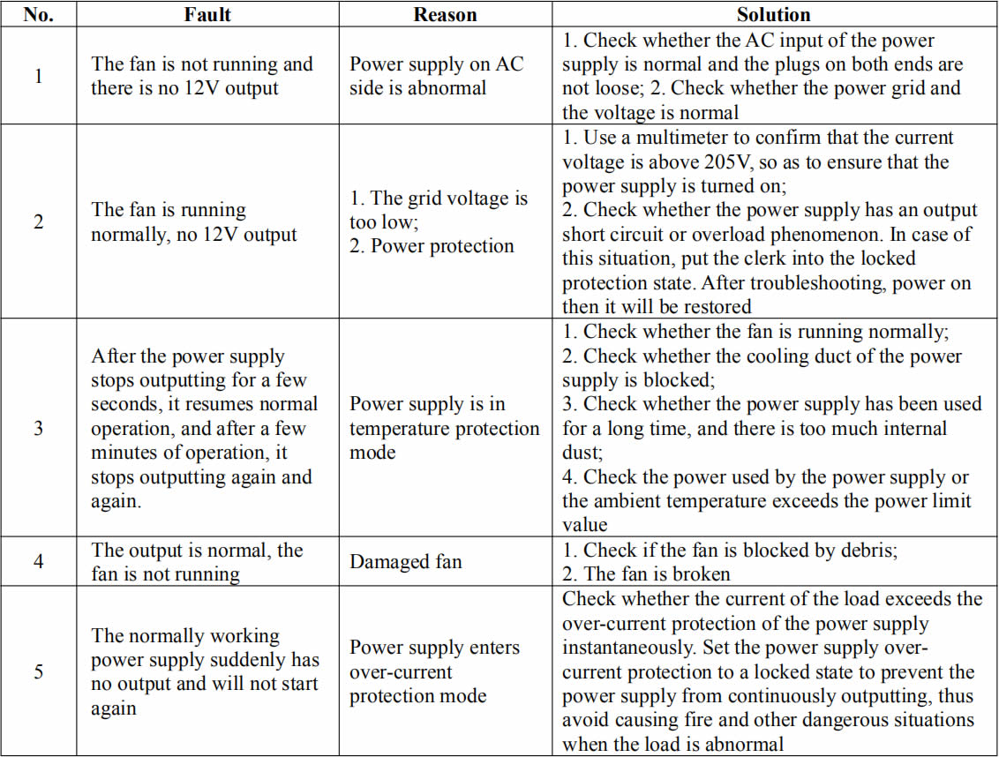 No. Fault Reason Solution
1
The fan is not running and
there is no 12V output
Power supply on AC
side is abnormal
1. Check whether the AC input of the power
supply is normal and the plugs on both ends are
not loose; 2. Check whether the power grid and
the voltage is normal
2
The fan is running
normally, no 12V output
1. The grid voltage is
too low;
2. Power protection
1. Use a multimeter to confirm that the current
voltage is above 205V, so as to ensure that the
power supply is turned on;
2. Check whether the power supply has an output
short circuit or overload phenomenon. In case of
this situation, put the clerk into the locked
protection state. After troubleshooting, power on
then it will be restored
3
After the power supply
stops outputting for a few
seconds, it resumes normal
operation, and after a few
minutes of operation, it
stops outputting again and
again.
Power supply is in
temperature protection
mode
1. Check whether the fan is running normally;
2. Check whether the cooling duct of the power
supply is blocked;
3. Check whether the power supply has been used
for a long time, and there is too much internal
dust;
4. Check the power used by the power supply or
the ambient temperature exceeds the power limit
value
4
The output is normal, the
fan is not running
Damaged fan
1. Check if the fan is blocked by debris;
2. The fan is broken
5
The normally working
power supply suddenly has
no output and will not start
again
Power supply enters
over-current
protection mode
Check whether the current of the load exceeds the
over-current protection of the power supply
instantaneously. Set the power supply over-
current protection to a locked state to prevent the
power supply from continuously outputting, thus
avoid causing fire and other dangerous situations
when the load is abnormal